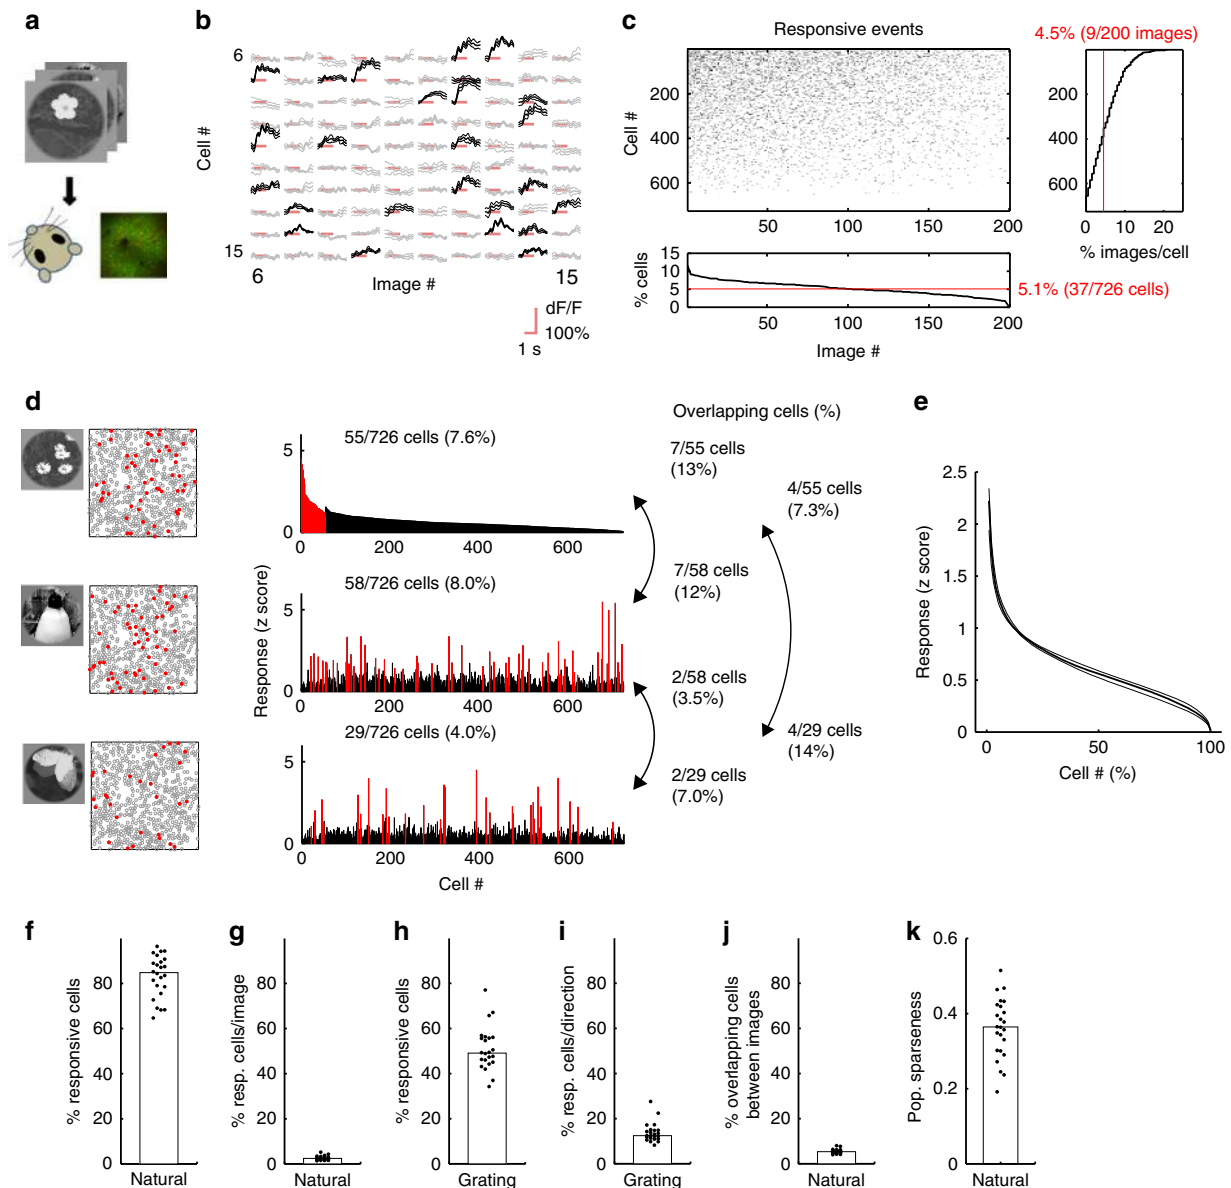 a
b
6
Cell #
15
6
15
Image #
dF/F
100%
1 s
c
Responsive events
4.5% (9/200 images)
Cell #
200
400
600
50
100
150
200
200
400
600
0
10
20
% images/cell
% cells
15
10
5
0
5.1% (37/726 cells)
50
100
150
200
Image #
d
Overlapping cells (%)
Response (z score)
55/726 cells (7.6%)
5
0
0
200
400
600
7/55 cells
(13%)
4/55 cells
(7.3%)
58/726 cells (8.0%)
5
0
0
200
400
600
7/58 cells
(12%)
2/58 cells
(3.5%)
29/726 cells (4.0%)
5
0
0
200
400
600
Cell #
4/29 cells
(14%)
2/29 cells
(7.0%)
e
Response (z score)
2.5
2
1.5
1
0.5
0
0
50
100
Cell # (%)
f
% responsive cells
80
60
40
20
0
Natural
g
% resp. cells/image
80
60
40
20
0
Natural
h
% responsive cells
80
60
40
20
0
Grating
i
% resp. cells/direction
80
60
40
20
0
Grating
j
% overlapping cells
between images
80
60
40
20
0
Natural
k
Pop. sparseness
0.6
0.4
0.2
0
Natural